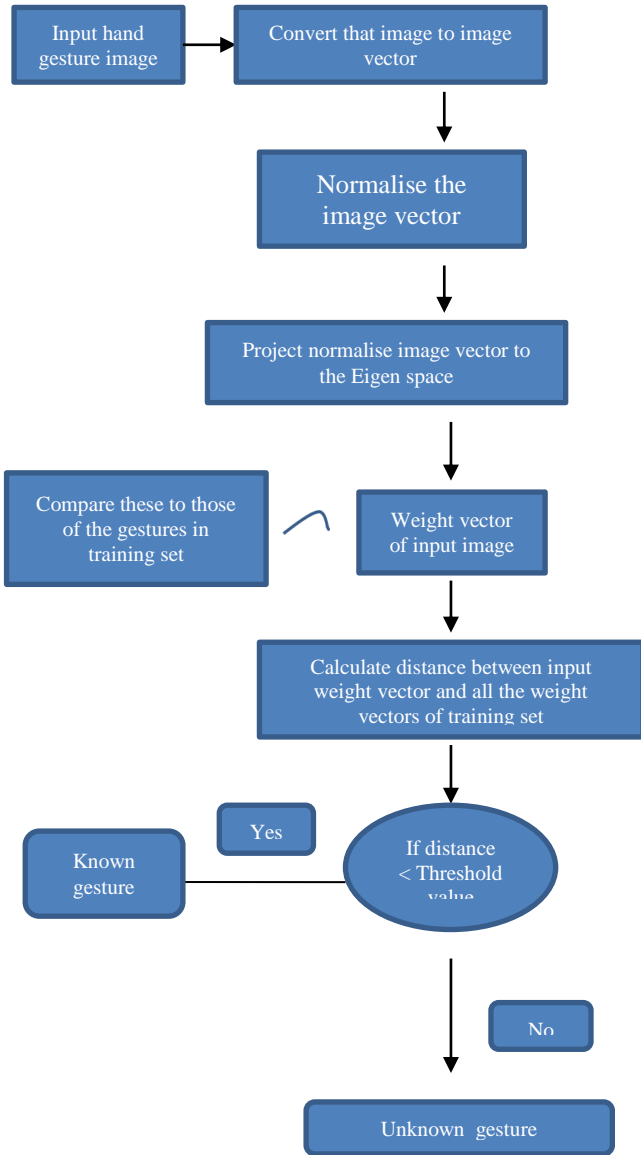 Input hand
gesture image
Convert that image to image
vector
Normalise the
image vector
Project normalise image vector to
the Eigen space
Compare these to those
of the gestures in
training set
Weight vector
of input image
Calculate distance between input
weight vector and all the weight
vectors of training set
Yes
If distance
< Threshold
value
Known
gesture
No
Unknown gesture